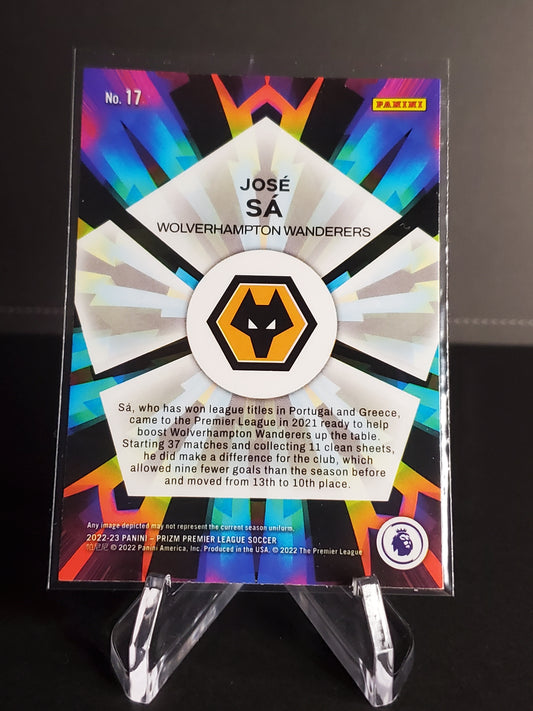 No. 17
PANINI
JOSÉ
SÁ
WOLVERHAMPTON WANDERERS
Sá, who has won league titles in Portugal and Greece,
came to the Premier League in 2021 ready to help
boost Wolverhampton Wanderers up the table.
Starting 37 matches and collecting 11 clean sheets,
he did make a difference for the club, which
allowed nine fewer goals than the season before
and moved from 13th to 10th place.
Any image depicted may not represent the current season uniform.
2022-23 PANINI – PRIZM PREMIER LEAGUE SOCCER
帕尼尼 © 2022 Panini America, Inc. Produced in the USA. © 2022 The Premier League